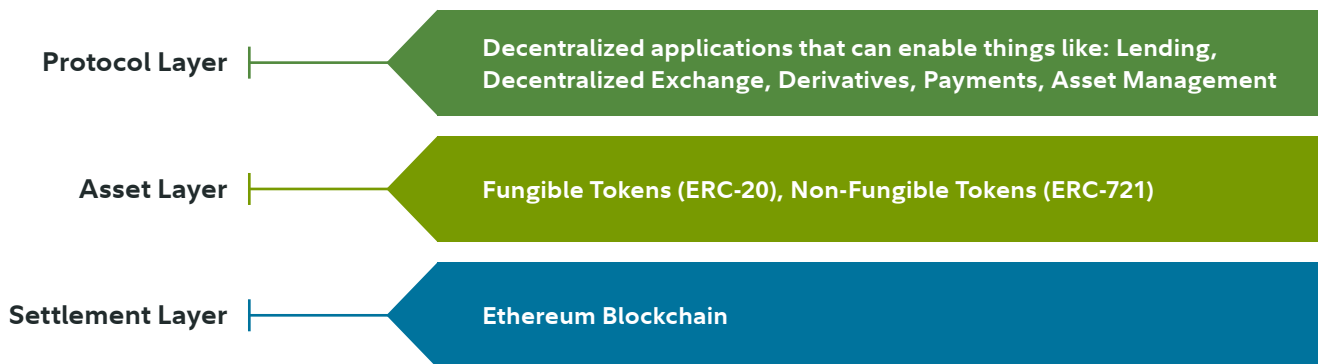 Protocol Layer
Decentralized applications that can enable things like: Lending,
Decentralized Exchange, Derivatives, Payments, Asset Management
Asset Layer
Fungible Tokens (ERC-20), Non-Fungible Tokens (ERC-721)
Settlement Layer
Ethereum Blockchain